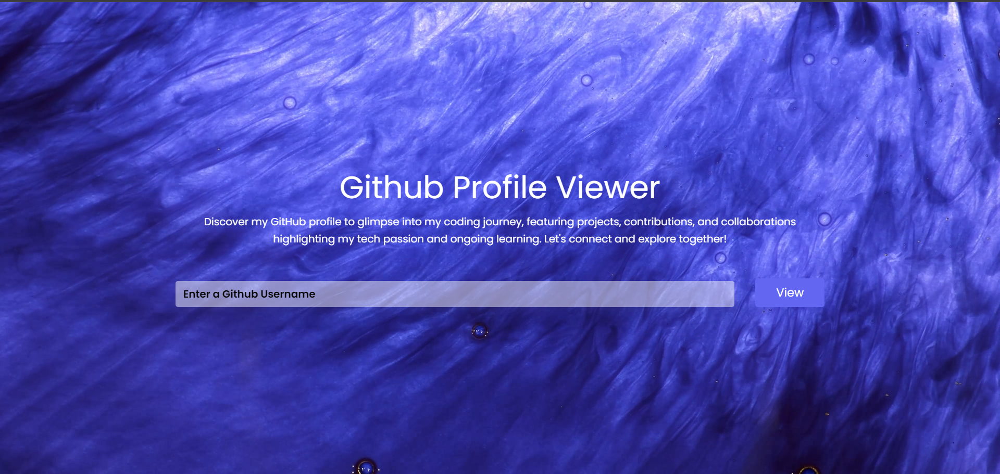 Github Profile Viewer
Discover my GitHub profile to glimpse into my coding journey, featuring projects, contributions, and collaborations
highlighting my tech passion and ongoing learning. Let's connect and explore together!
Enter a Github Username
View